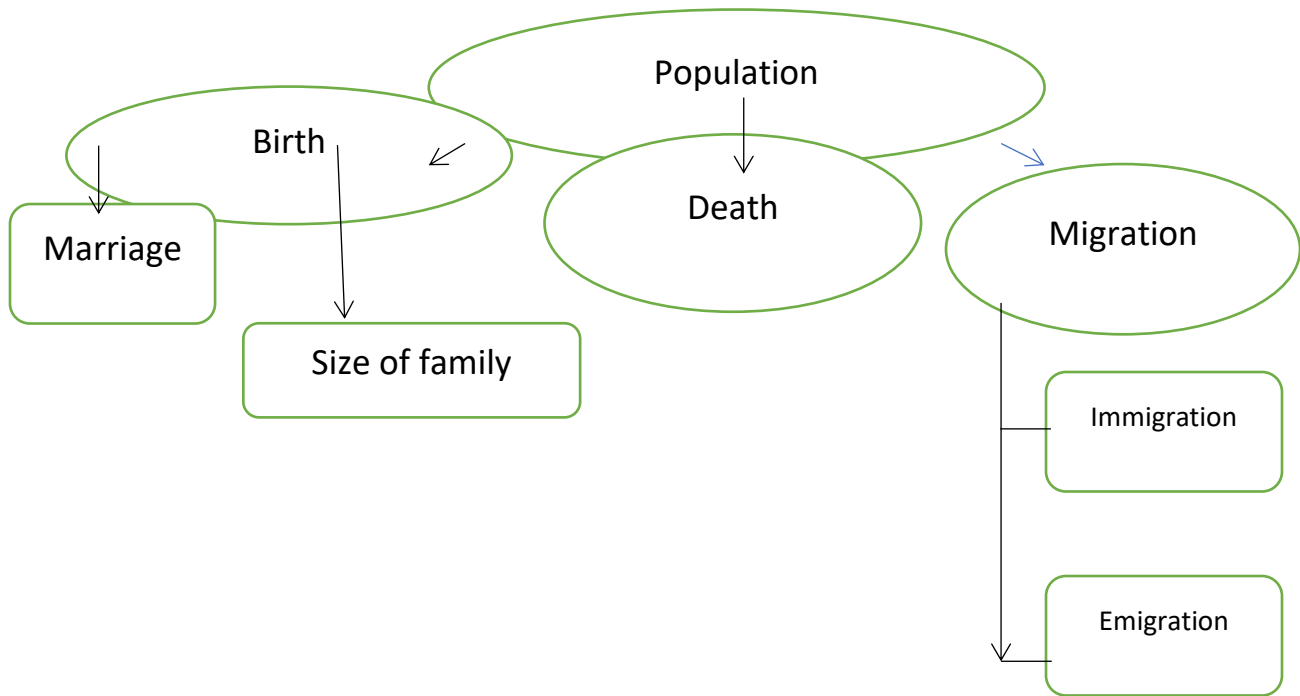 Population
Birth
Death
Migration
Marriage
Size of family
Immigration
Emigration